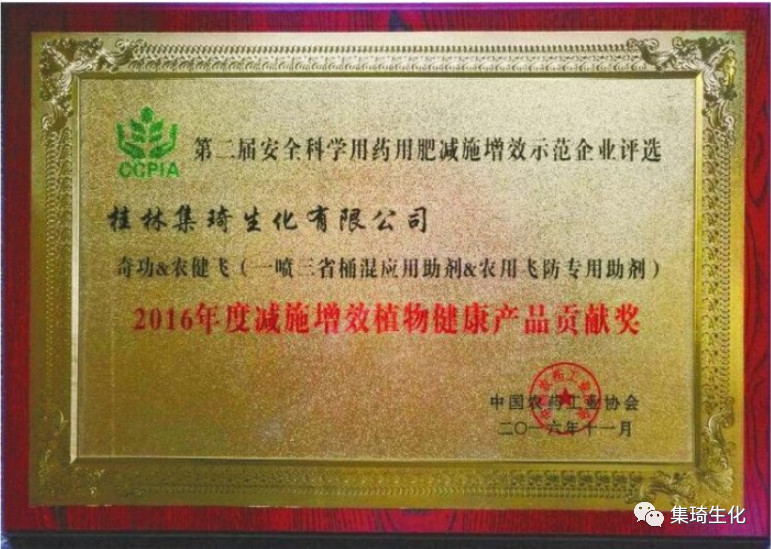 CCPIA
第二届安全科学用药用肥减施增效示范企业评选
桂林集琦生化有限公司
奇功&农健飞（一喷三省桶混应用助剂&农用飞防专用助剂）
2016年度减施增效植物健康产品贡献奖
中国农药工业协会
二〇一六年十一月
集琦生化